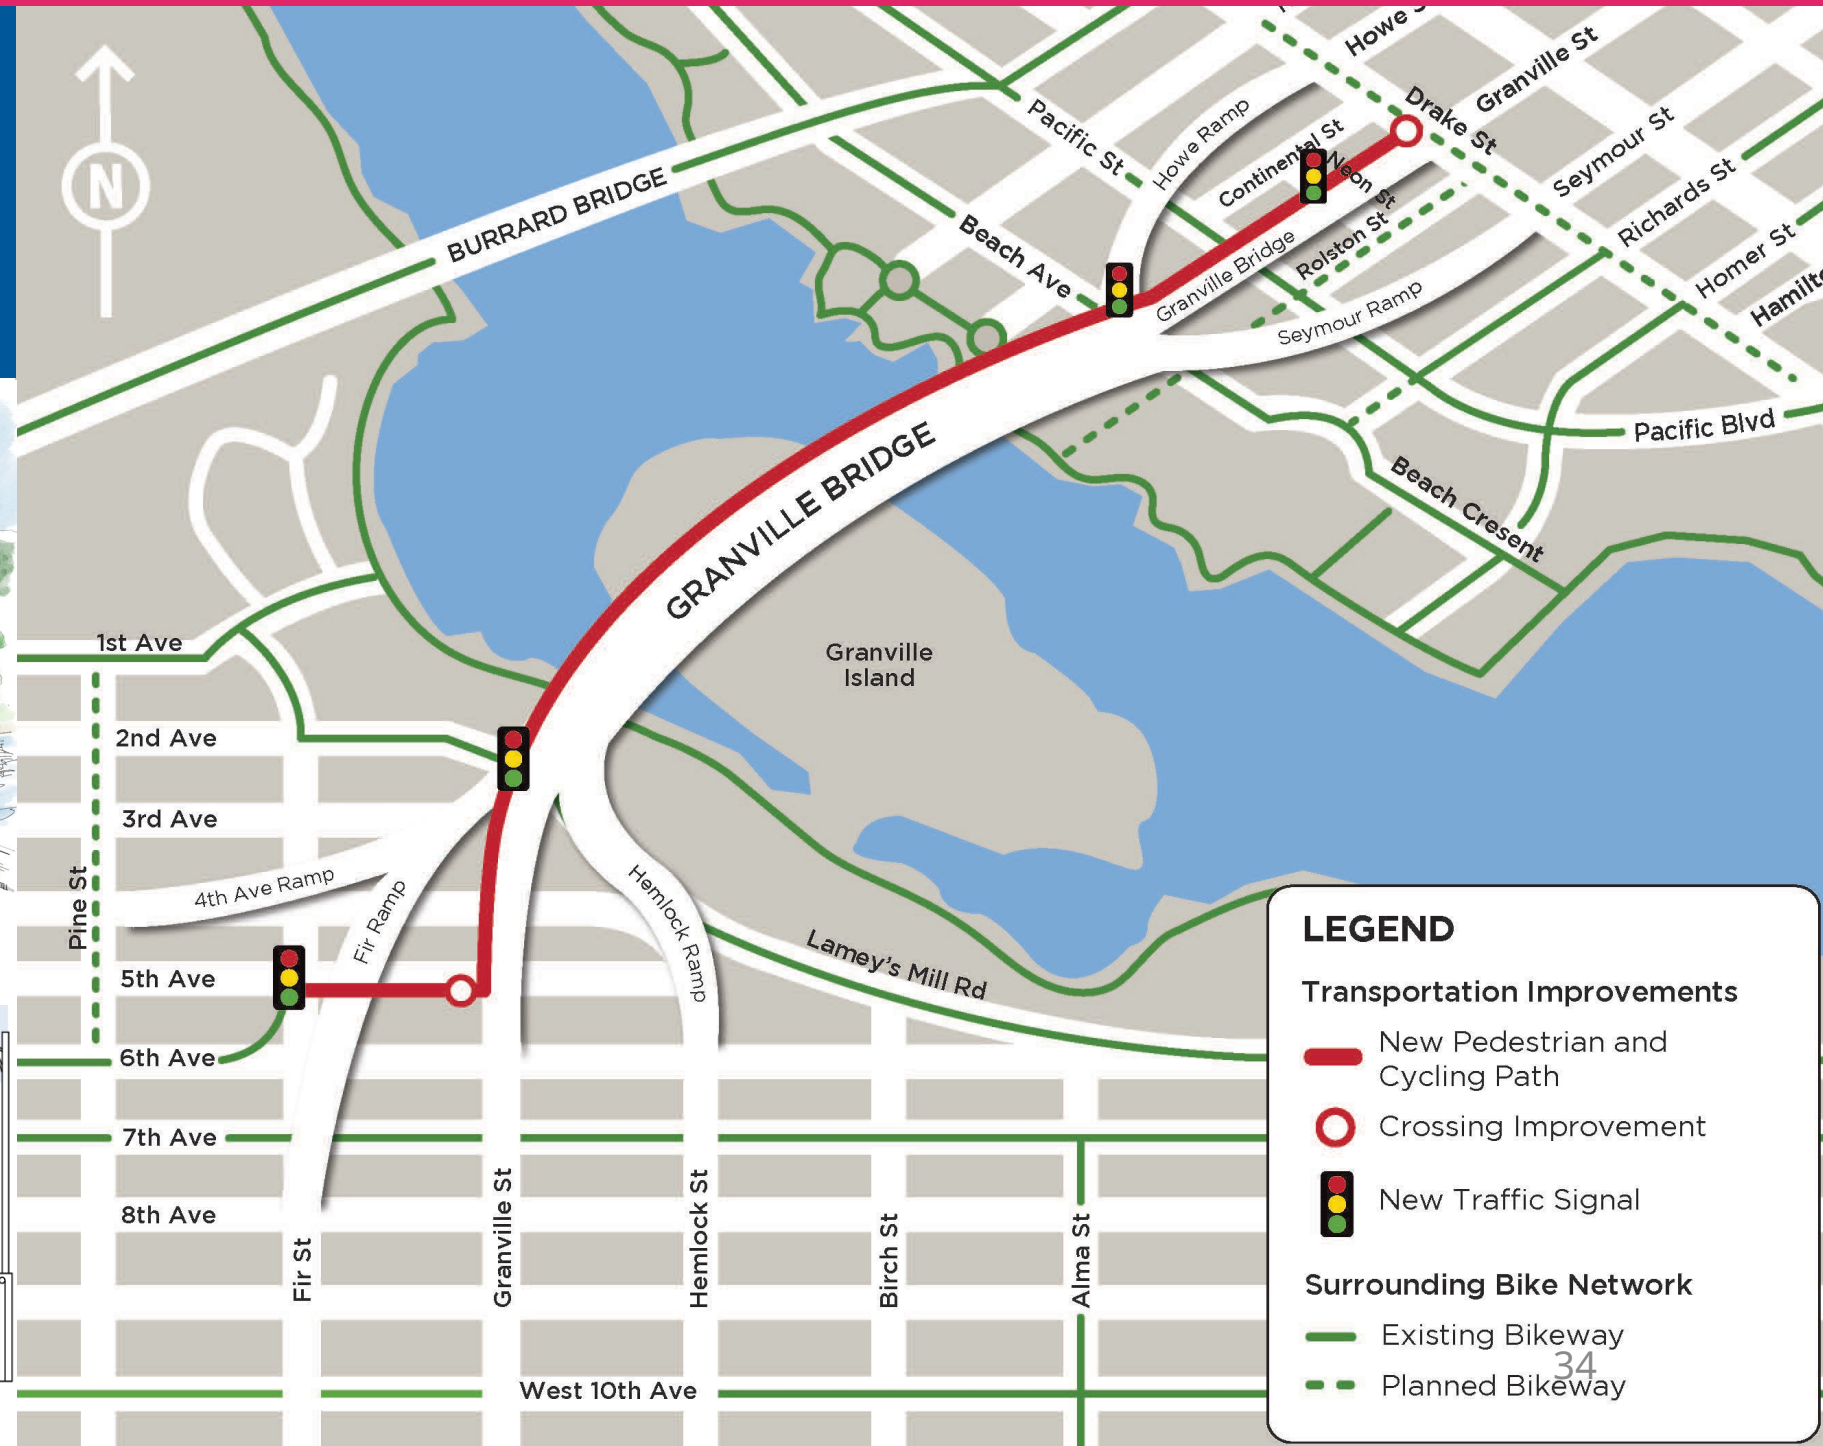 Howe S
Granville St
Drake St
Seymour St
Richards St
Homer St
Hamilt
Howe Ramp
Continental St
Neon St
Rolston St
Granville Bridge
Seymour Ramp
Pacific St
Beach Ave
N
BURRARD BRIDGE
Pacific Blvd
Beach Cresent
GRANVILLE BRIDGE
Granville
Island
1st Ave
2nd Ave
3rd Ave
4th Ave Ramp
Fir Ramp
Hemlock Ramp
Pine St
5th Ave
Lamey's Mill Rd
6th Ave
7th Ave
8th Ave
Fir St
Granville St
Hemlock St
Birch St
Alma St
West 10th Ave
LEGEND
Transportation Improvements
New Pedestrian and
Cycling Path
Crossing Improvement
New Traffic Signal
Surrounding Bike Network
Existing Bikeway
34
Planned Bikeway